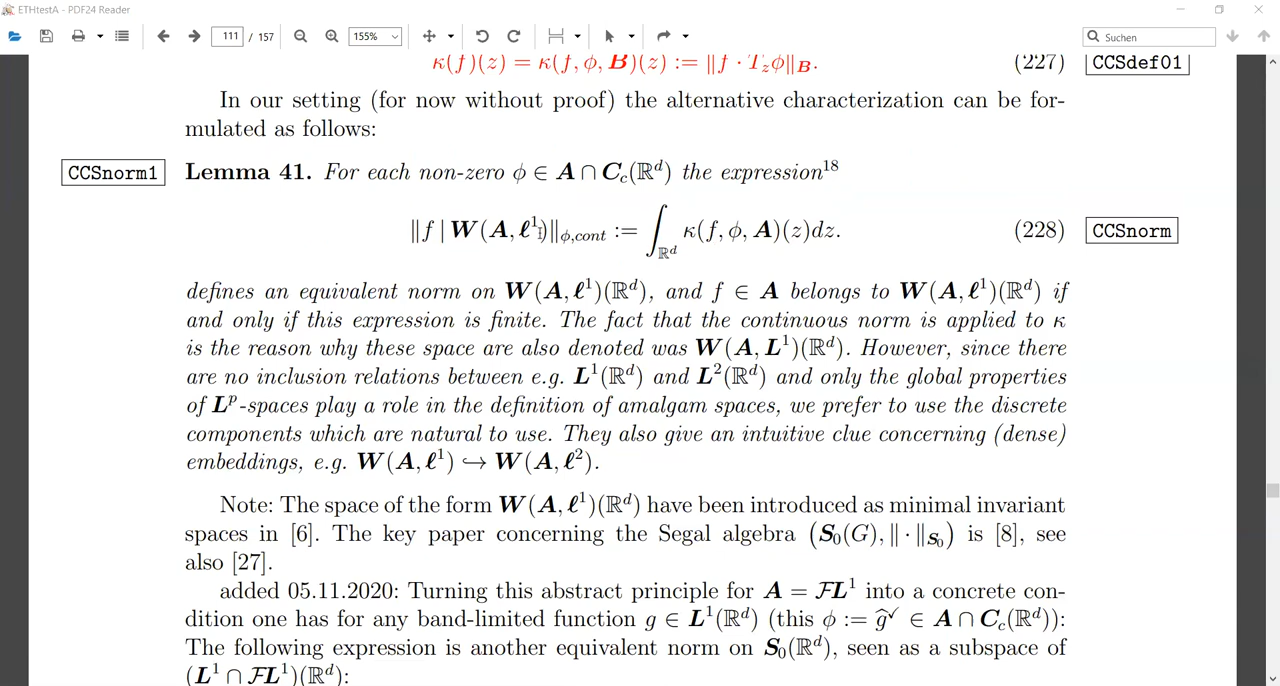 ETHtestA - PDF24 Reader
111 / 157 155% Suchen
κ(f)(z) = κ(f, φ, B)(z) := ‖f · T_zφ‖_B. (227) CCSdef01
In our setting (for now without proof) the alternative characterization can be for-
mulated as follows:
CCSnorm1 Lemma 41. For each non-zero φ ∈ A ∩ C_c(ℝ^d) the expression^18
‖f | W(A, ℓ^1)‖_{φ,cont} := ∫_{ℝ^d} κ(f, φ, A)(z)dz. (228) CCSnorm
defines an equivalent norm on W(A, ℓ^1)(ℝ^d), and f ∈ A belongs to W(A, ℓ^1)(ℝ^d) if
and only if this expression is finite. The fact that the continuous norm is applied to κ
is the reason why these space are also denoted was W(A, L^1)(ℝ^d). However, since there
are no inclusion relations between e.g. L^1(ℝ^d) and L^2(ℝ^d) and only the global properties
of L^p-spaces play a role in the definition of amalgam spaces, we prefer to use the discrete
components which are natural to use. They also give an intuitive clue concerning (dense)
embeddings, e.g. W(A, ℓ^1) ↪ W(A, ℓ^2).
Note: The space of the form W(A, ℓ^1)(ℝ^d) have been introduced as minimal invariant
spaces in [6]. The key paper concerning the Segal algebra (S_0(G), ‖ · ‖_{S_0}) is [8], see
also [27].
added 05.11.2020: Turning this abstract principle for A = ℱL^1 into a concrete con-
dition one has for any band-limited function g ∈ L^1(ℝ^d) (this φ := ĝ^✓ ∈ A ∩ C_c(ℝ^d)):
The following expression is another equivalent norm on S_0(ℝ^d), seen as a subspace of
(L^1 ∩ ℱL^1)(ℝ^d):